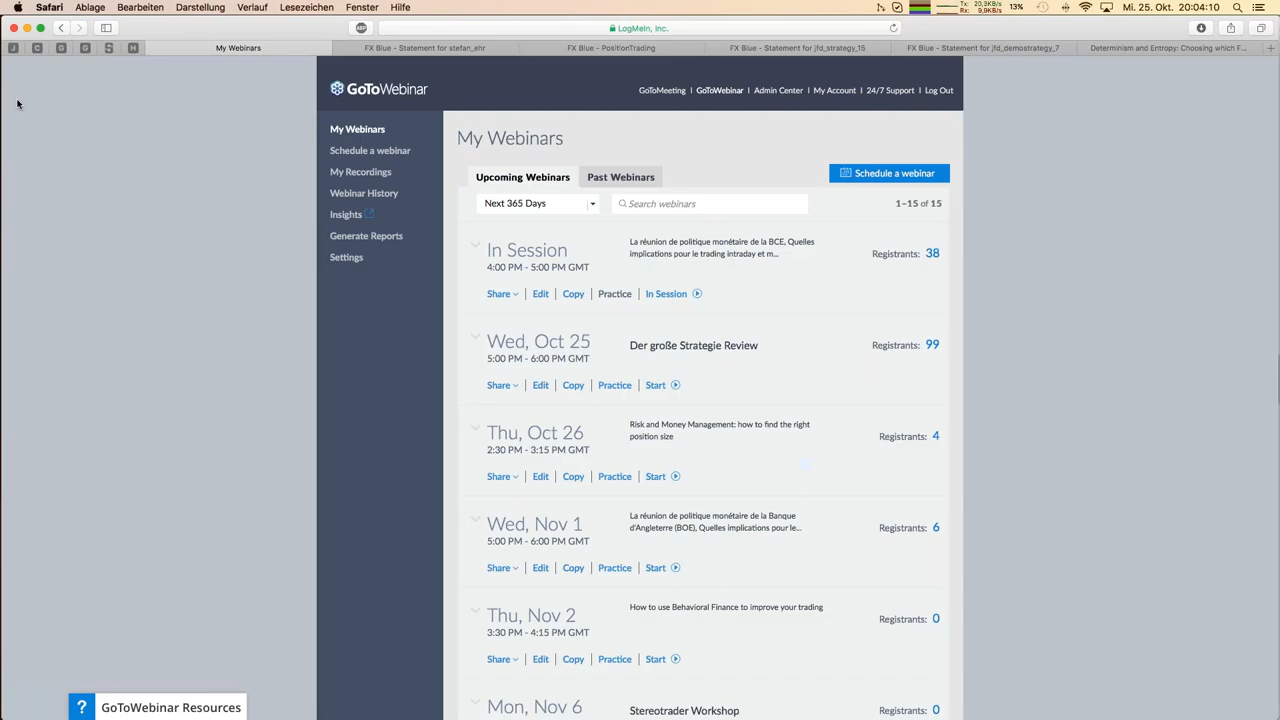 Safari Ablage Bearbeiten Darstellung Verlauf Lesezeichen Fenster Hilfe
Tx: 20,3KB/s
Rx: 9,9KB/s
13%
Mi. 25. Okt. 20:04:10
ABP
LogMeIn, Inc.
J C G G S H
My Webinars
FX Blue - Statement for stefan_ehr
FX Blue - PositionTrading
FX Blue - Statement for jfd_strategy_15
FX Blue - Statement for jfd_demostrategy_7
Determinism and Entropy: Choosing which F...
GoToWebinar
GoToMeeting | GoToWebinar | Admin Center | My Account | 24/7 Support | Log Out
My Webinars
Schedule a webinar
My Recordings
Webinar History
Insights
Generate Reports
Settings
My Webinars
Upcoming Webinars
Past Webinars
Schedule a webinar
Next 365 Days
Search webinars
1–15 of 15
In Session
4:00 PM - 5:00 PM GMT
La réunion de politique monétaire de la BCE, Quelles
implications pour le trading intraday et m...
Registrants: 38
Share | Edit | Copy | Practice | In Session
Wed, Oct 25
5:00 PM - 6:00 PM GMT
Der große Strategie Review
Registrants: 99
Share | Edit | Copy | Practice | Start
Thu, Oct 26
2:30 PM - 3:15 PM GMT
Risk and Money Management: how to find the right
position size
Registrants: 4
Share | Edit | Copy | Practice | Start
Wed, Nov 1
5:00 PM - 6:00 PM GMT
La réunion de politique monétaire de la Banque
d'Angleterre (BOE), Quelles implications pour le...
Registrants: 6
Share | Edit | Copy | Practice | Start
Thu, Nov 2
3:30 PM - 4:15 PM GMT
How to use Behavioral Finance to improve your trading
Registrants: 0
Share | Edit | Copy | Practice | Start
Mon, Nov 6
Stereotrader Workshop
Registrants: 0
? GoToWebinar Resources